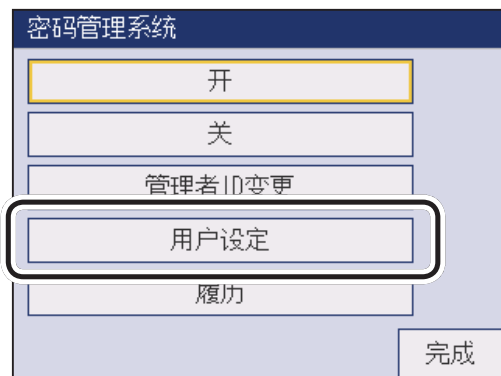 密码管理系统
开
关
管理者ID变更
用户设定
履历
完成